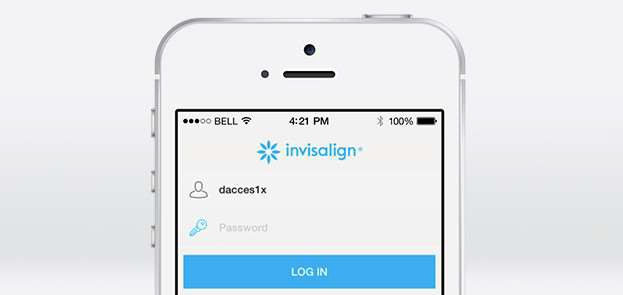 BELL 4:21 PM 100%
invisalign®
dacces1x
Password
LOG IN